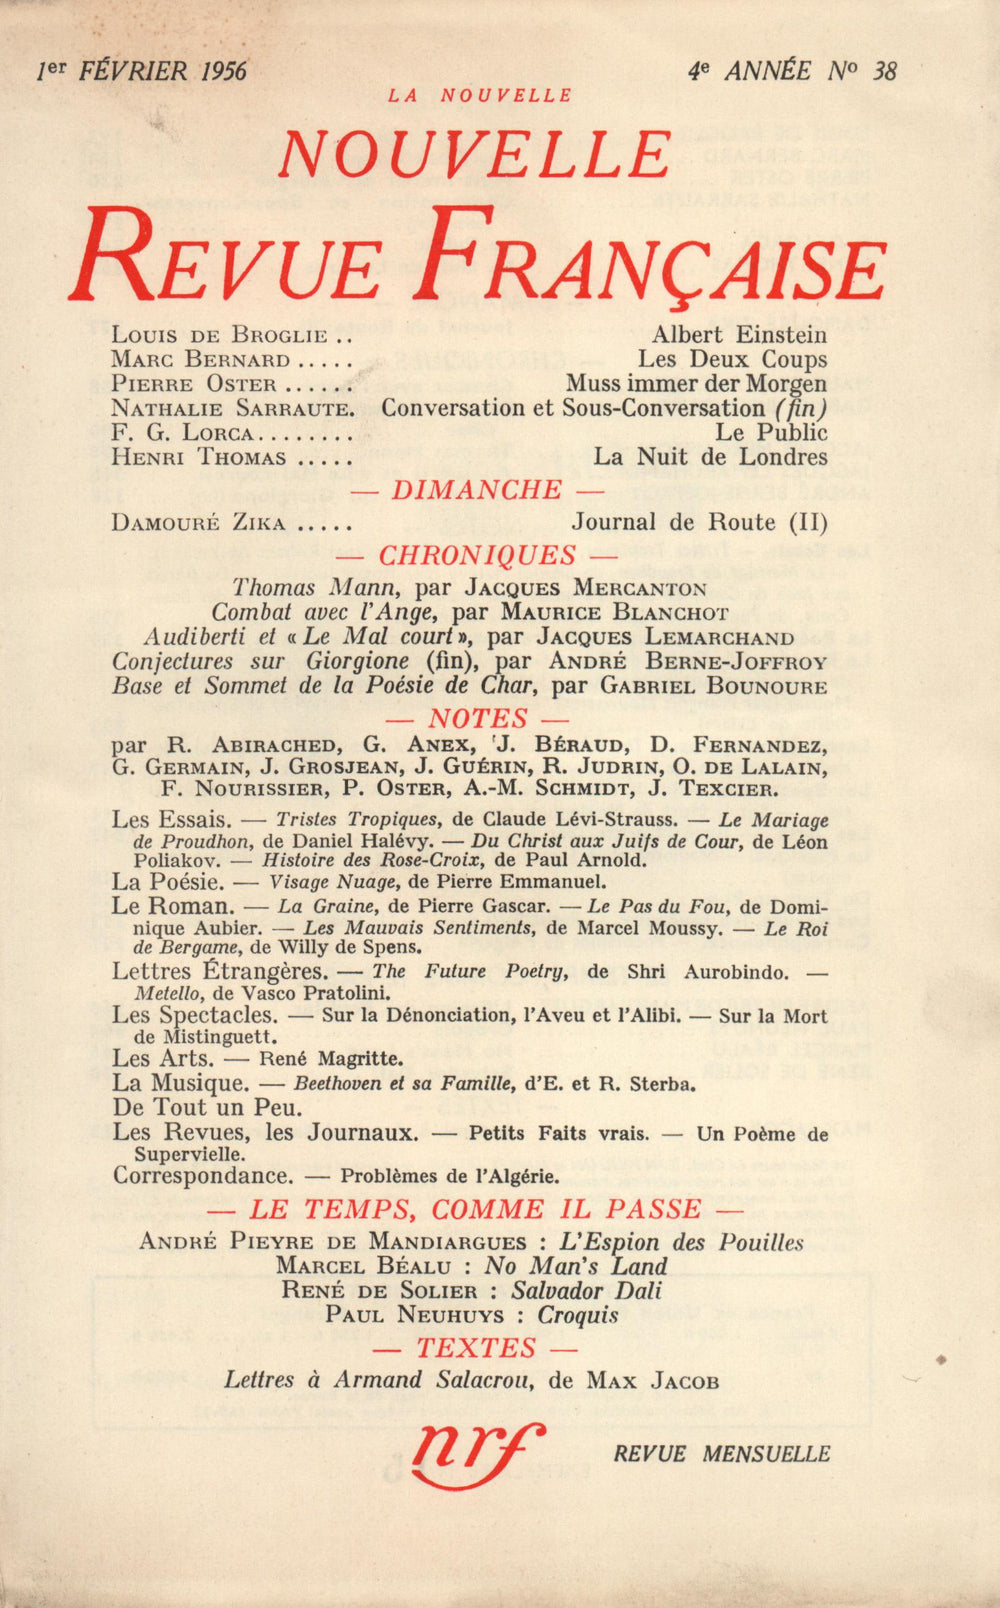 1er FÉVRIER 1956
4e ANNÉE No 38
LA NOUVELLE
NOUVELLE
REVUE FRANÇAISE
LOUIS DE BROGLIE .. Albert Einstein
MARC BERNARD ..... Les Deux Coups
PIERRE OSTER ...... Muss immer der Morgen
NATHALIE SARRAUTE. Conversation et Sous-Conversation (fin)
F. G. LORCA........ Le Public
HENRI THOMAS ..... La Nuit de Londres
— DIMANCHE —
DAMOURÉ ZIKA ..... Journal de Route (II)
— CHRONIQUES —
Thomas Mann, par JACQUES MERCANTON
Combat avec l'Ange, par MAURICE BLANCHOT
Audiberti et « Le Mal court », par JACQUES LEMARCHAND
Conjectures sur Giorgione (fin), par ANDRÉ BERNE-JOFFROY
Base et Sommet de la Poésie de Char, par GABRIEL BOUNOURE
— NOTES —
par R. ABIRACHED, G. ANEX, J. BÉRAUD, D. FERNANDEZ,
G. GERMAIN, J. GROSJEAN, J. GUÉRIN, R. JUDRIN, O. DE LALAIN,
F. NOURISSIER, P. OSTER, A.-M. SCHMIDT, J. TEXCIER.
Les Essais. — Tristes Tropiques, de Claude Lévi-Strauss. — Le Mariage
de Proudhon, de Daniel Halévy. — Du Christ aux Juifs de Cour, de Léon
Poliakov. — Histoire des Rose-Croix, de Paul Arnold.
La Poésie. — Visage Nuage, de Pierre Emmanuel.
Le Roman. — La Graine, de Pierre Gascar. — Le Pas du Fou, de Domi-
nique Aubier. — Les Mauvais Sentiments, de Marcel Moussy. — Le Roi
de Bergame, de Willy de Spens.
Lettres Étrangères. — The Future Poetry, de Shri Aurobindo. —
Metello, de Vasco Pratolini.
Les Spectacles. — Sur la Dénonciation, l'Aveu et l'Alibi. — Sur la Mort
de Mistinguett.
Les Arts. — René Magritte.
La Musique. — Beethoven et sa Famille, d'E. et R. Sterba.
De Tout un Peu.
Les Revues, les Journaux. — Petits Faits vrais. — Un Poème de
Supervielle.
Correspondance. — Problèmes de l'Algérie.
— LE TEMPS, COMME IL PASSE —
ANDRÉ PIEYRE DE MANDIARGUES : L'Espion des Pouilles
MARCEL BÉALU : No Man's Land
RENÉ DE SOLIER : Salvador Dali
PAUL NEUHUYS : Croquis
— TEXTES —
Lettres à Armand Salacrou, de MAX JACOB
nrf
REVUE MENSUELLE